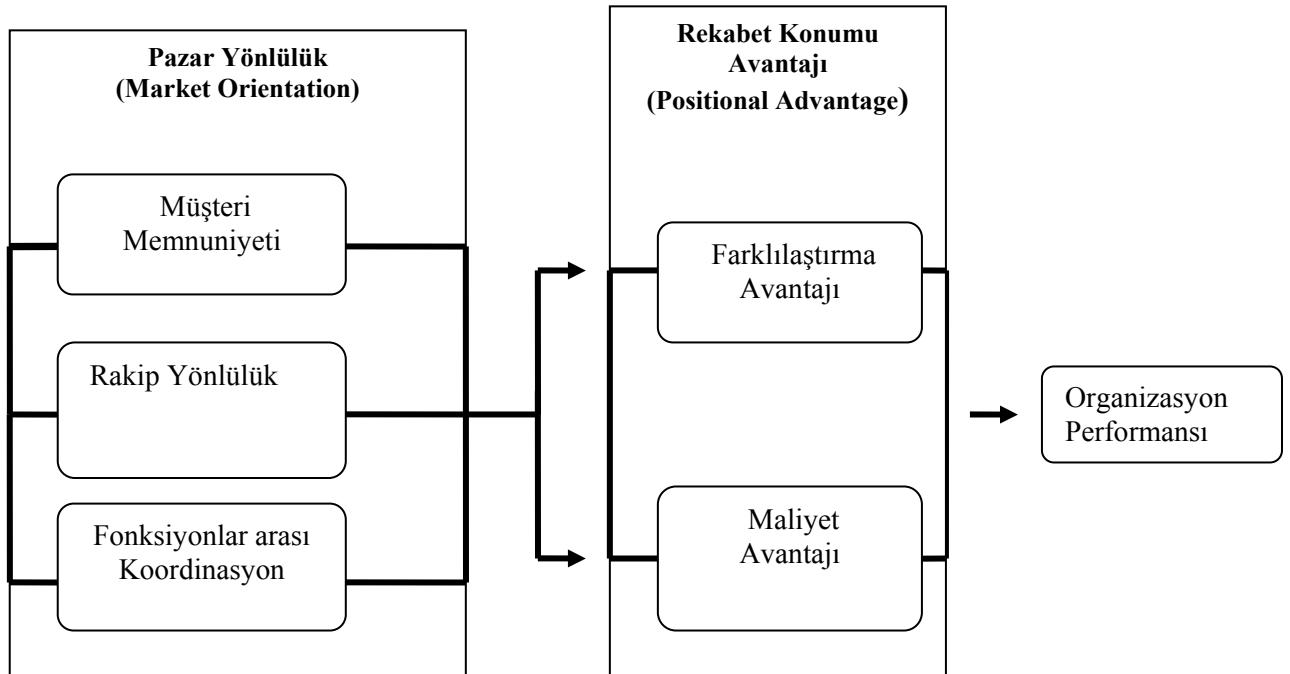 Pazar Yönlülük
(Market Orientation)
Müşteri
Memnuniyeti
Rakip Yönlülük
Fonksiyonlar arası
Koordinasyon
Rekabet Konumu
Avantajı
(Positional Advantage)
Farklılaştırma
Avantajı
Maliyet
Avantajı
Organizasyon
Performansı